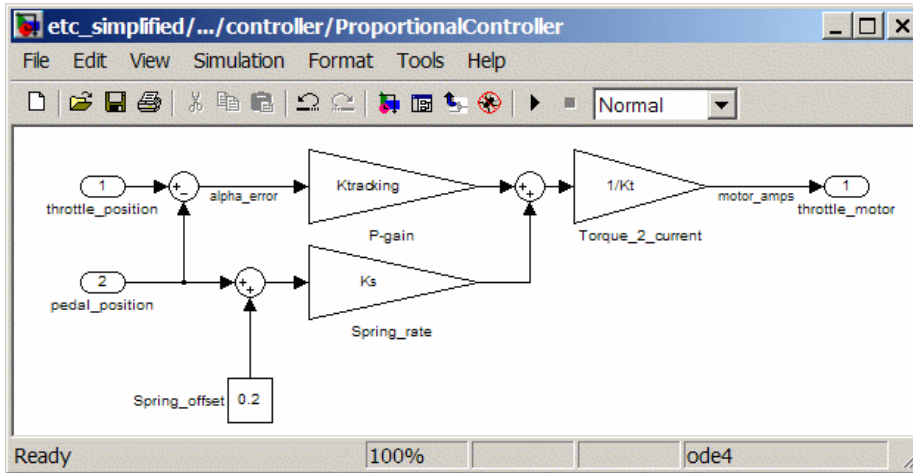 etc_simplified/.../controller/ProportionalController
File Edit View Simulation Format Tools Help
Normal
1
throttle_position
+
−
alpha_error
Ktracking
P-gain
+
+
1/Kt
Torque_2_current
motor_amps
1
throttle_motor
2
pedal_position
+
+
Ks
Spring_rate
Spring_offset
0.2
Ready 100% ode4